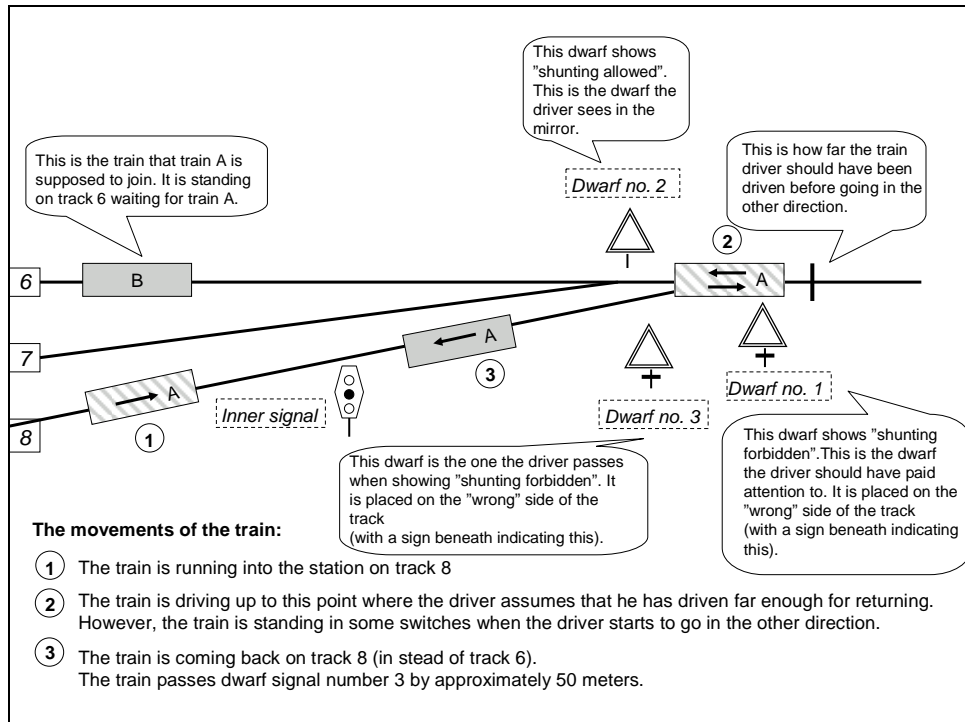 This dwarf shows
”shunting allowed”.
This is the dwarf the
driver sees in the
mirror.
This is the train that train A is
supposed to join. It is standing
on track 6 waiting for train A.
This is how far the train
driver should have been
driven before going in the
other direction.
Dwarf no. 2
2
6
B
A
7
A
3
A
1
8
Inner signal
Dwarf no. 3
Dwarf no. 1
This dwarf is the one the driver passes
when showing ”shunting forbidden”. It
is placed on the ”wrong” side of the
track
(with a sign beneath indicating this).
This dwarf shows ”shunting
forbidden”.This is the dwarf
the driver should have paid
attention to. It is placed on the
”wrong” side of the track
(with a sign beneath indicating
this).
The movements of the train:
1 The train is running into the station on track 8
2 The train is driving up to this point where the driver assumes that he has driven far enough for returning.
However, the train is standing in some switches when the driver starts to go in the other direction.
3 The train is coming back on track 8 (in stead of track 6).
The train passes dwarf signal number 3 by approximately 50 meters.